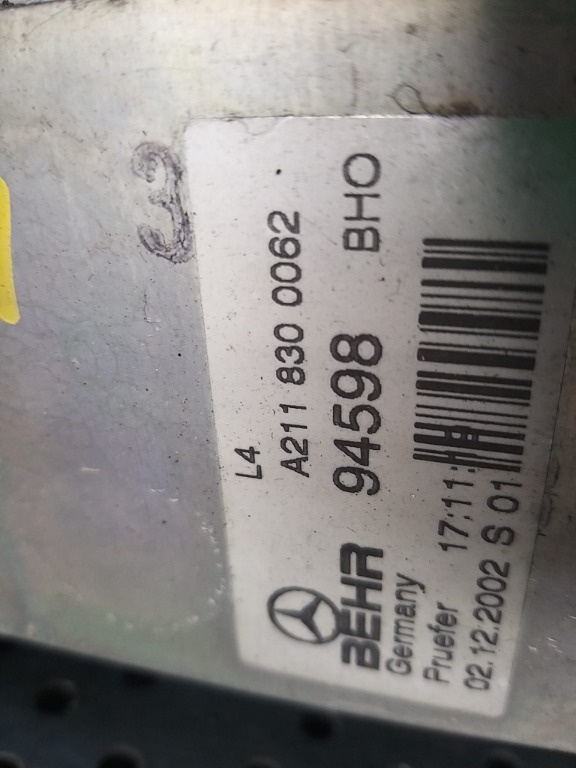 3
L4
A211 830 0062
94598 BHO
BEHR
Germany
Pruefer 17:11
02.12.2002 S 01